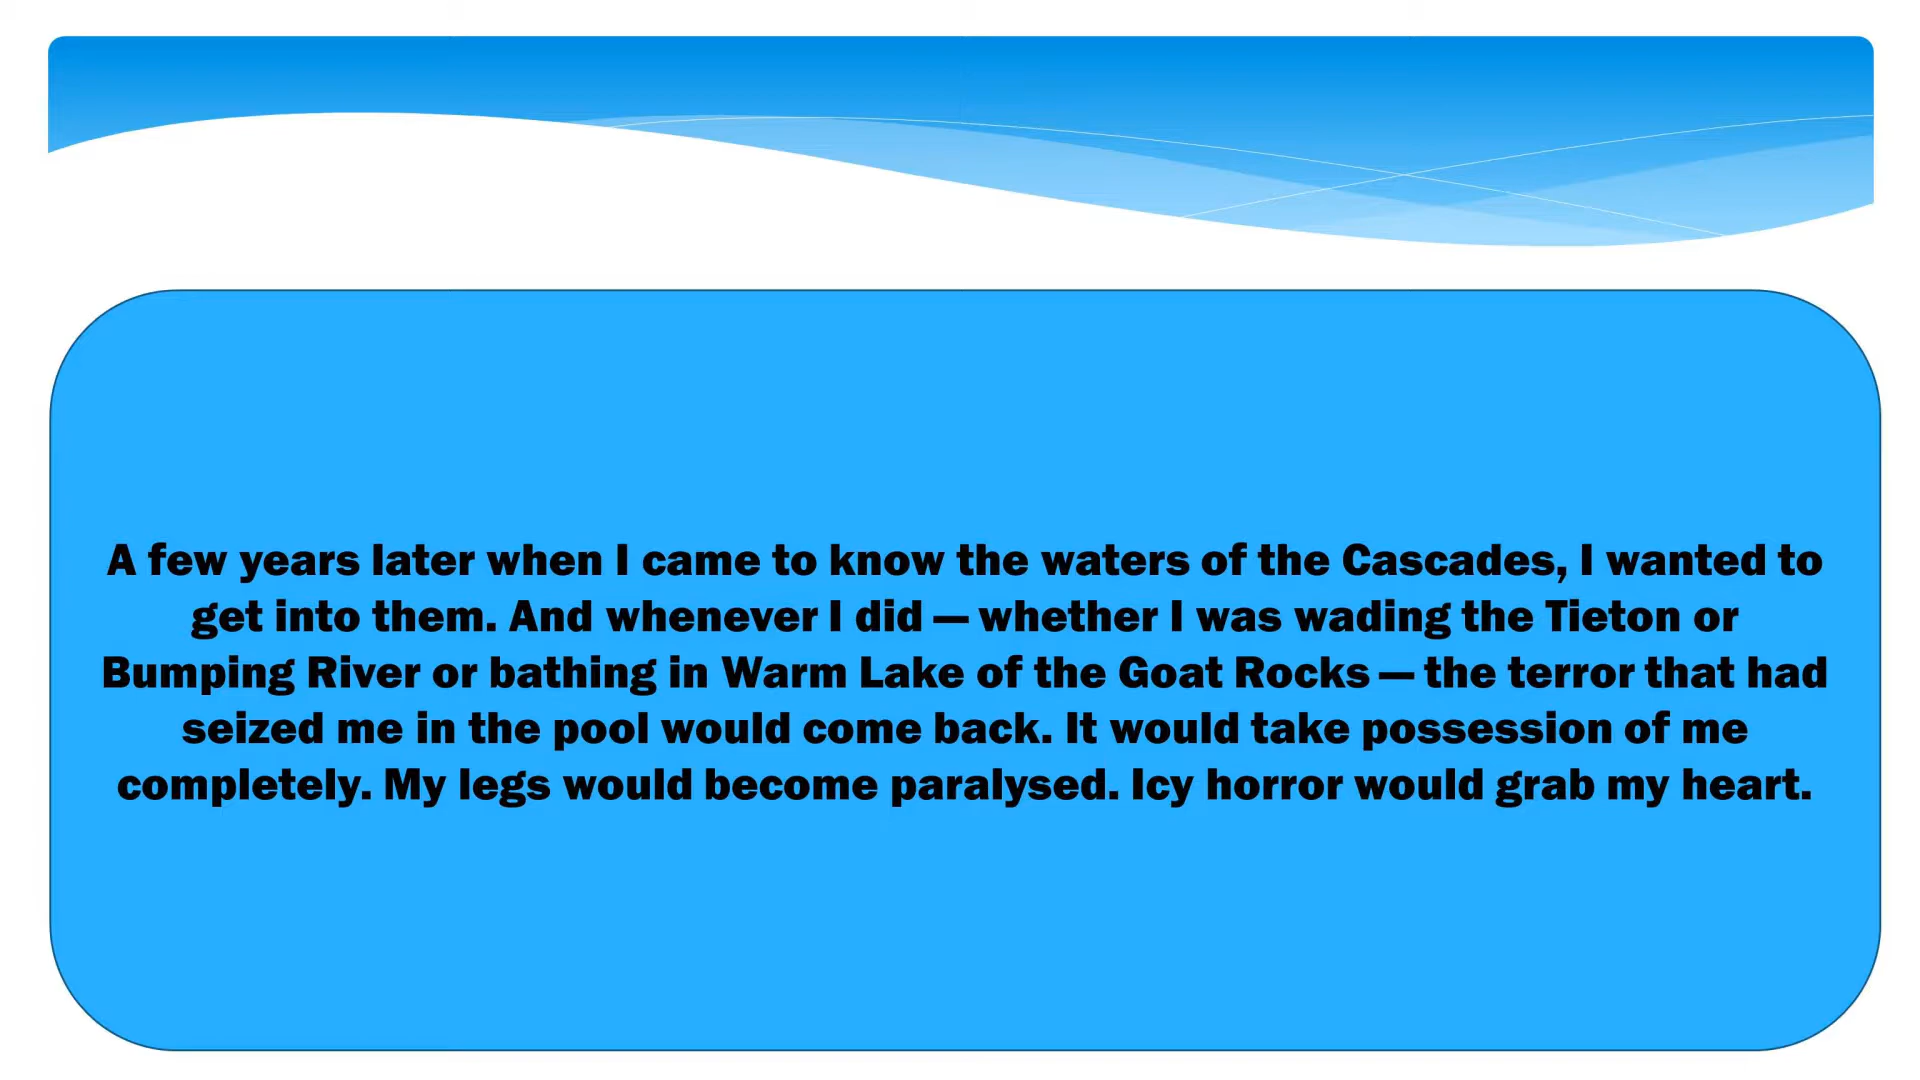 A few years later when I came to know the waters of the Cascades, I wanted to
get into them. And whenever I did — whether I was wading the Tieton or
Bumping River or bathing in Warm Lake of the Goat Rocks — the terror that had
seized me in the pool would come back. It would take possession of me
completely. My legs would become paralysed. Icy horror would grab my heart.